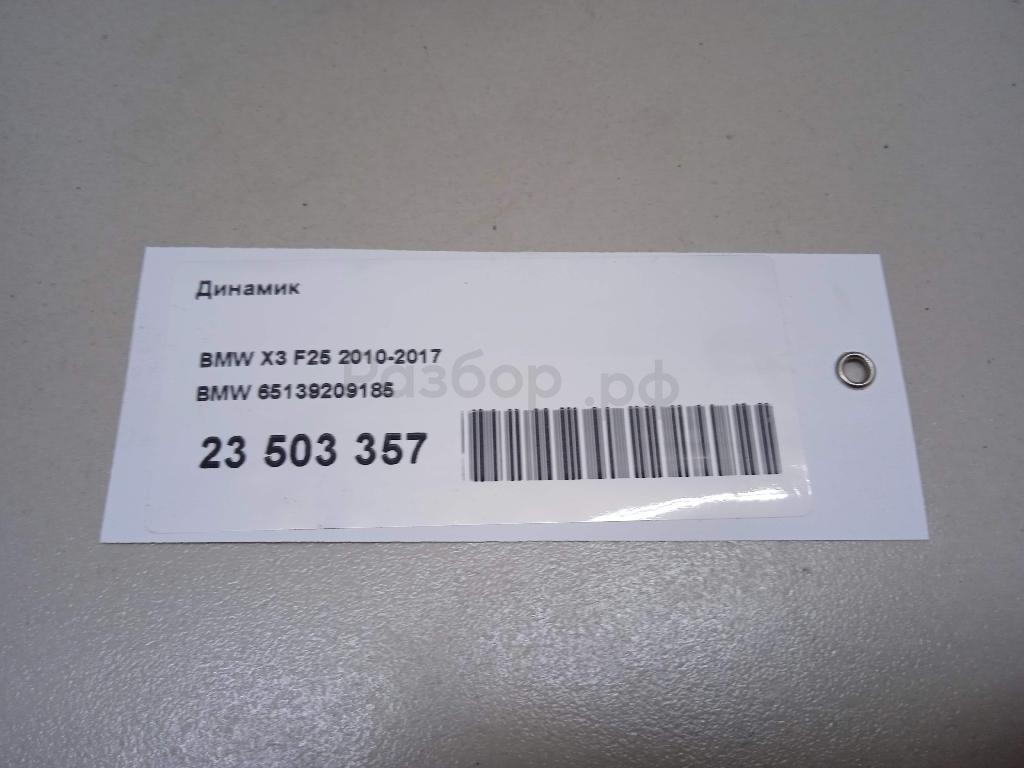 Динамик
BMW X3 F25 2010-2017
BMW 65139209185
23 503 357
Разбор.рф